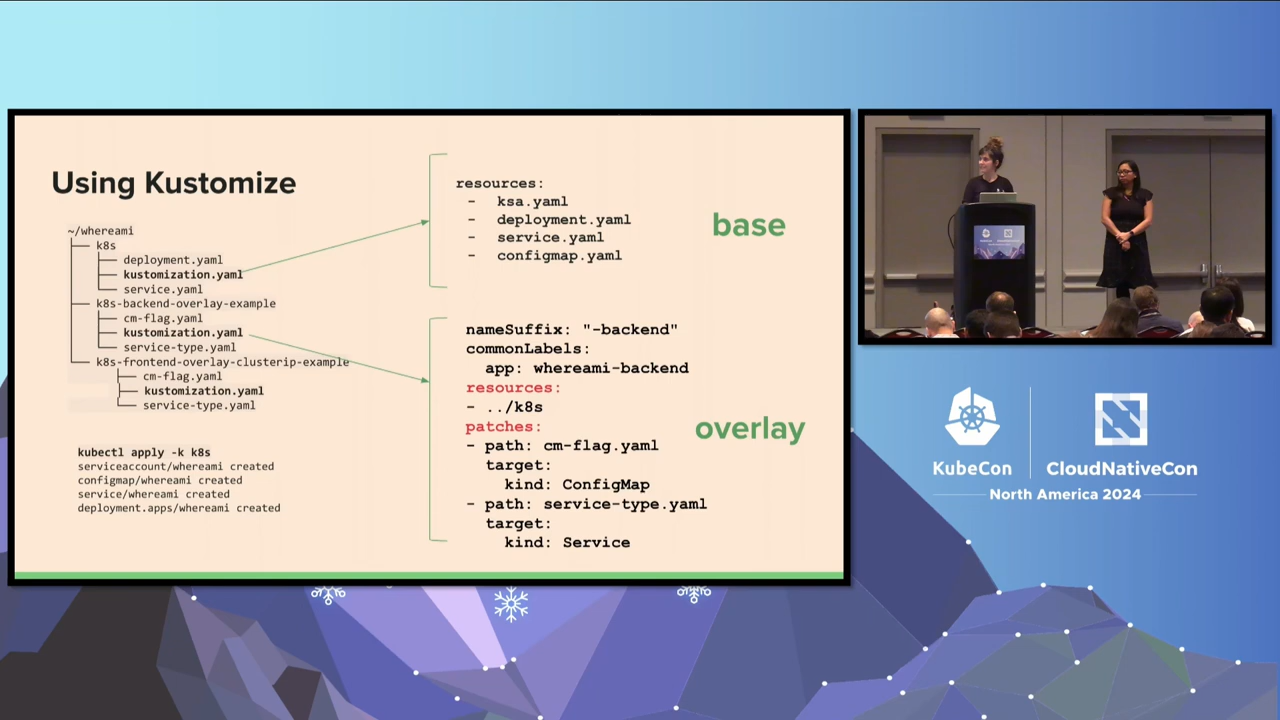 Using Kustomize
~/whereami
k8s
deployment.yaml
kustomization.yaml
service.yaml
k8s-backend-overlay-example
cm-flag.yaml
kustomization.yaml
service-type.yaml
k8s-frontend-overlay-clusterip-example
cm-flag.yaml
kustomization.yaml
service-type.yaml
kubectl apply -k k8s
serviceaccount/whereami created
configmap/whereami created
service/whereami created
deployment.apps/whereami created
resources:
- ksa.yaml
- deployment.yaml
- service.yaml
- configmap.yaml
base
nameSuffix: "-backend"
commonLabels:
app: whereami-backend
resources:
- ../k8s
patches:
- path: cm-flag.yaml
target:
kind: ConfigMap
- path: service-type.yaml
target:
kind: Service
overlay
KubeCon
CloudNativeCon
North America 2024